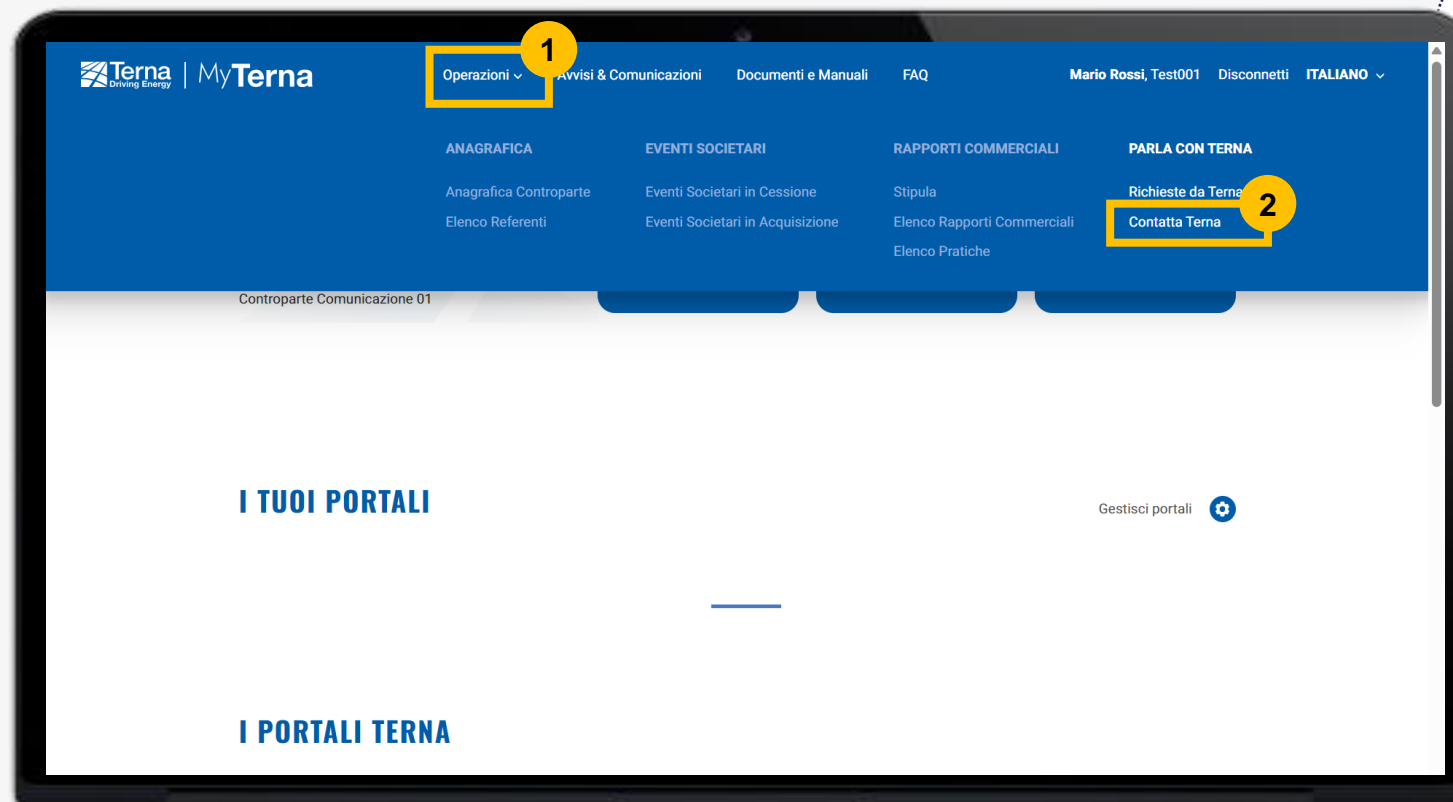 1
Terna
Driving Energy
MyTerna
Operazioni
Avvisi & Comunicazioni
Documenti e Manuali
FAQ
Mario Rossi, Test001
Disconnetti
ITALIANO
ANAGRAFICA
Anagrafica Controparte
Elenco Referenti
EVENTI SOCIETARI
Eventi Societari in Cessione
Eventi Societari in Acquisizione
RAPPORTI COMMERCIALI
Stipula
Elenco Rapporti Commerciali
Elenco Pratiche
PARLA CON TERNA
Richieste da Terna
2
Contatta Terna
Controparte Comunicazione 01
I TUOI PORTALI
Gestisci portali
I PORTALI TERNA